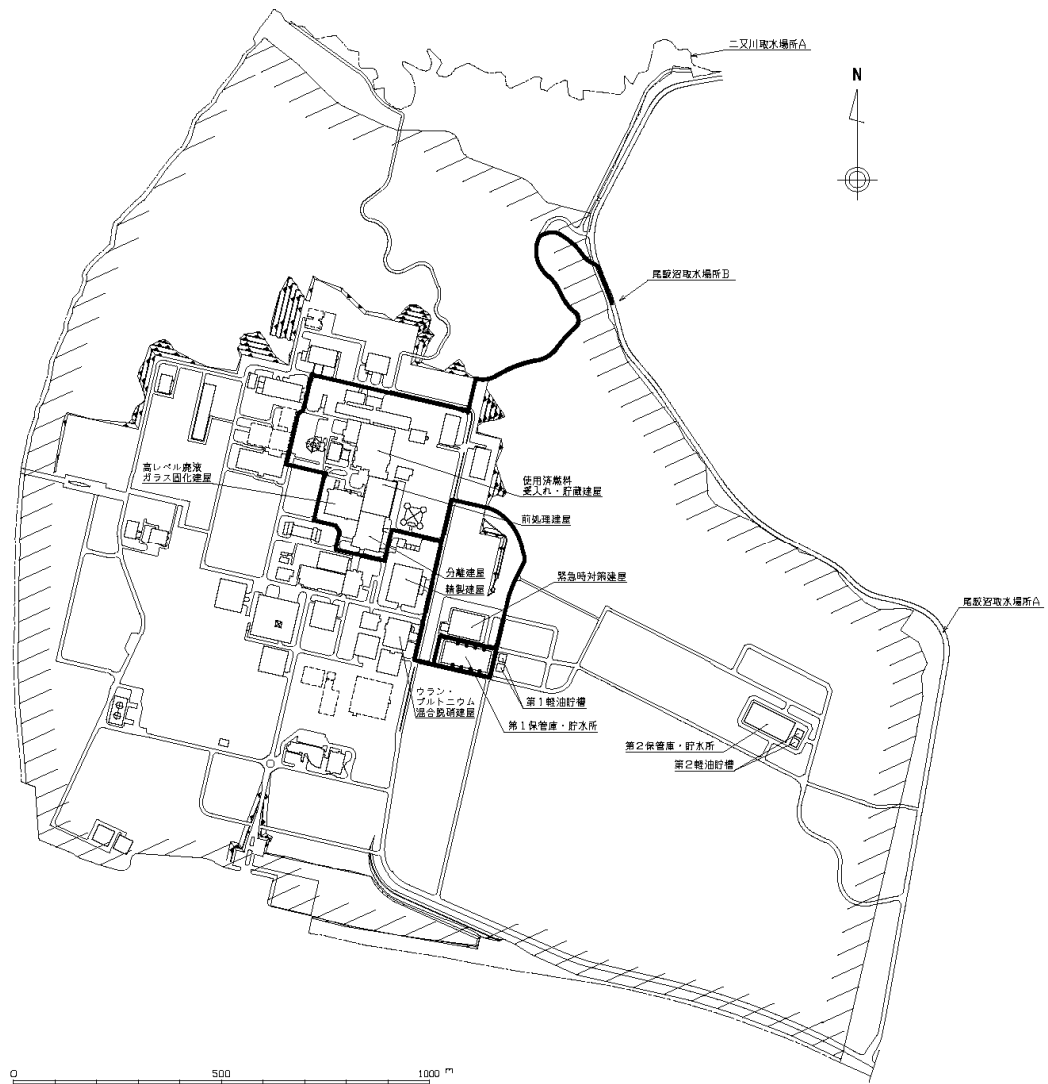 二又川取水場所A
N
尾駮沼取水場所B
高レベル廃液
ガラス固化建屋
使用済燃料
受入れ・貯蔵建屋
前処理建屋
分離建屋
精製建屋
緊急時対策建屋
尾駮沼取水場所A
ウラン・
プルトニウム
混合脱硝建屋
第1軽油貯槽
第1保管庫・貯水所
第2保管庫・貯水所
第2軽油貯槽
0 500 1000 m